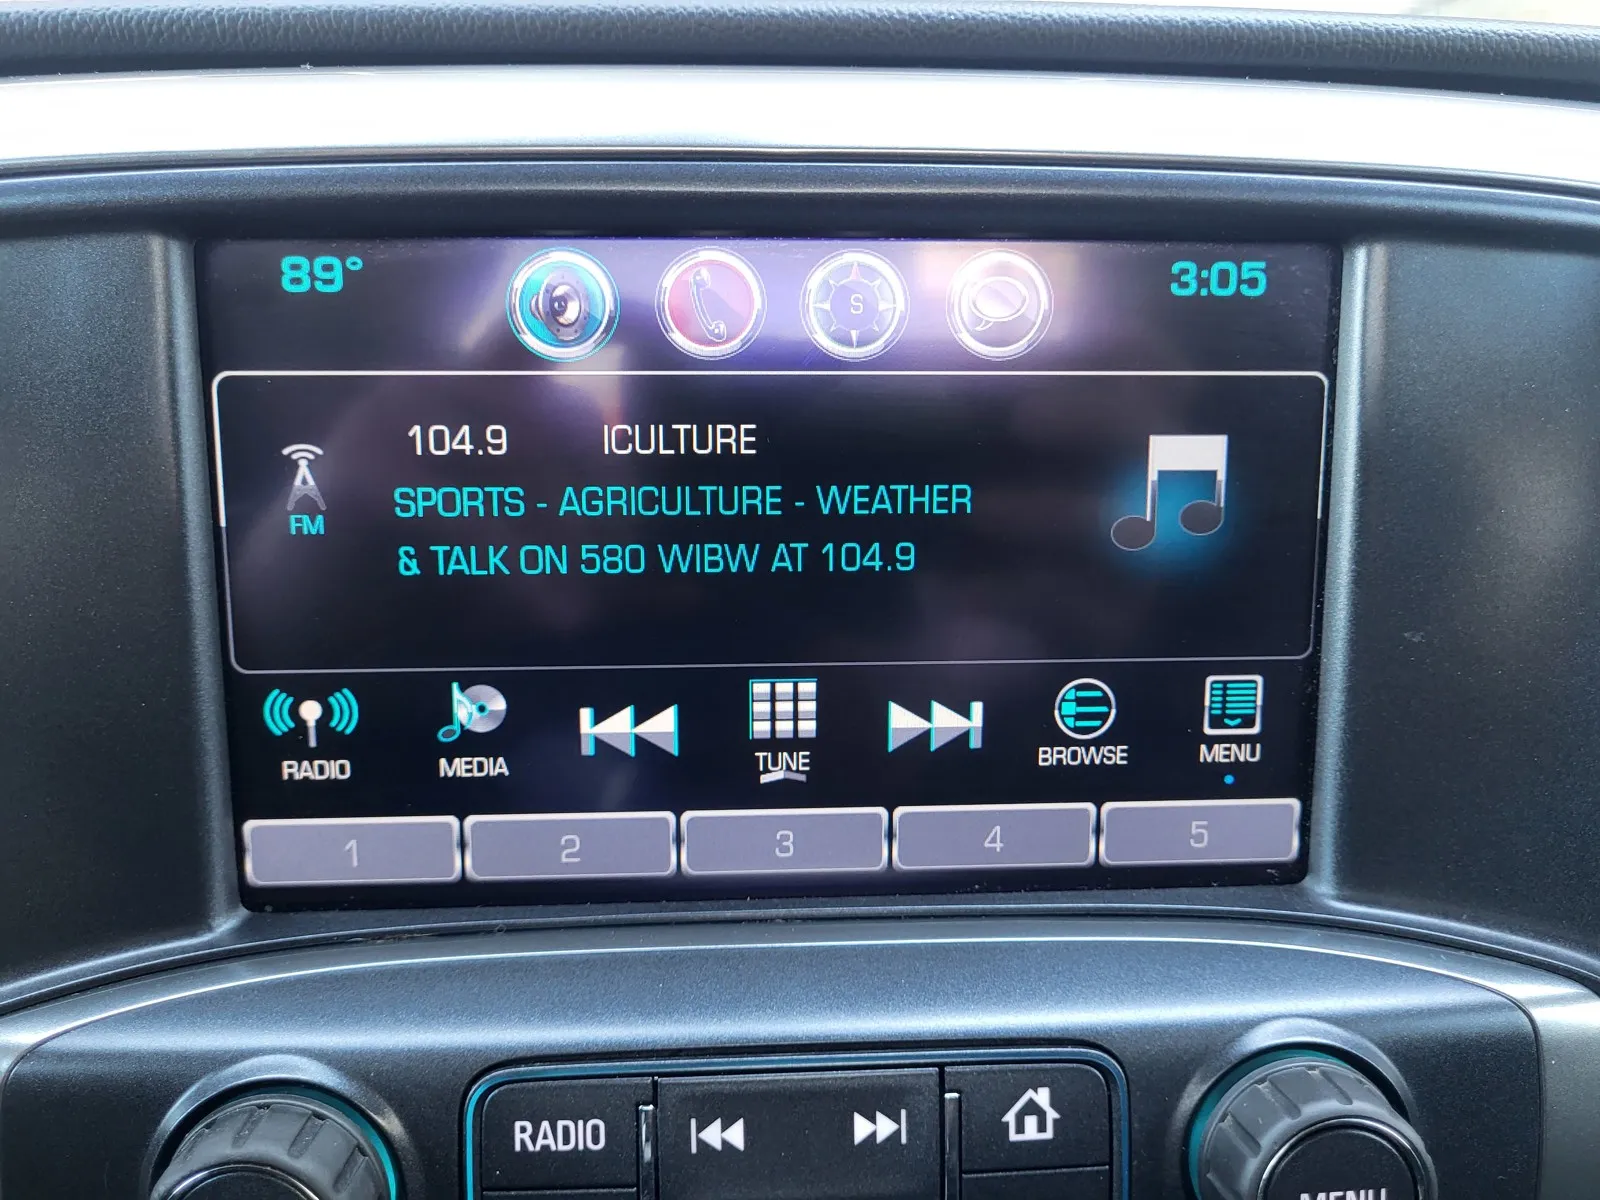 89° 3:05
S
104.9 ICULTURE
SPORTS - AGRICULTURE - WEATHER
FM
& TALK ON 580 WIBW AT 104.9
RADIO MEDIA TUNE BROWSE MENU
1 2 3 4 5
RADIO
MENU